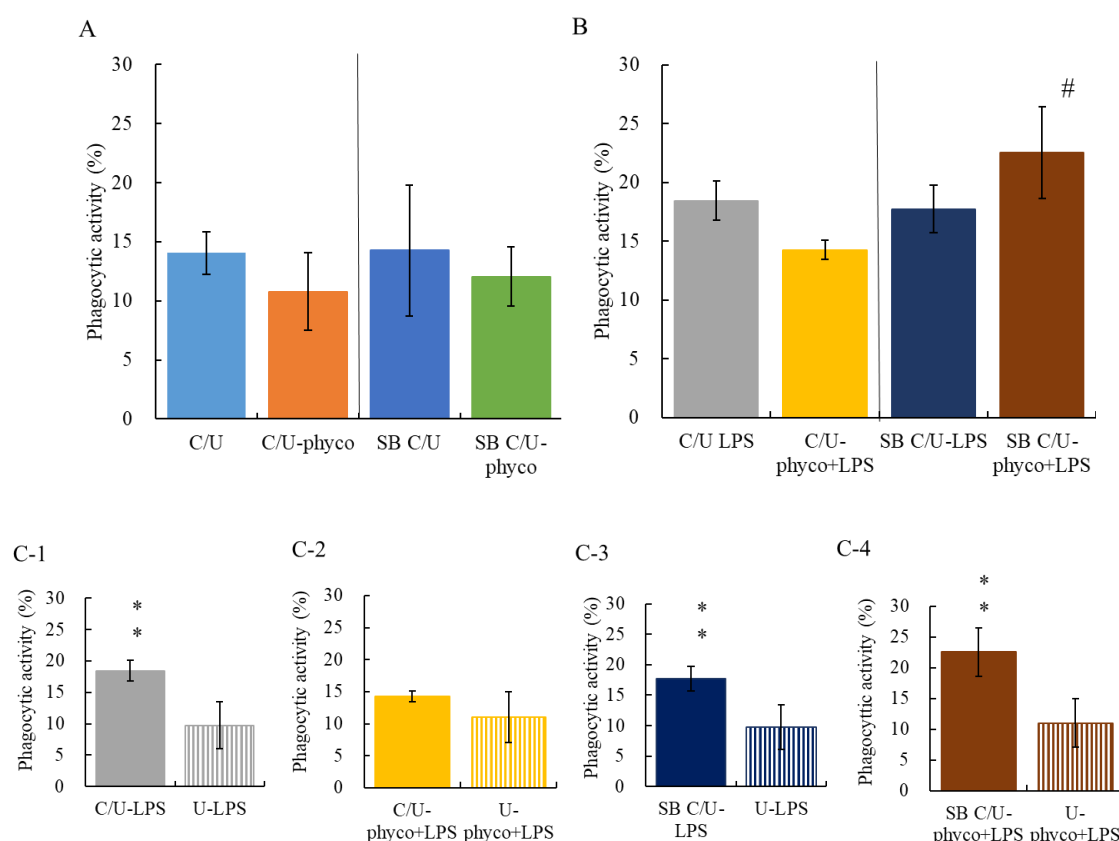 A
Phagocytic activity (%)
30
25
20
15
10
5
0
C/U
C/U-phyco
SB C/U
SB C/U-
phyco
B
Phagocytic activity (%)
30
25
20
15
10
5
0
#
C/U LPS
C/U-
phyco+LPS
SB C/U-LPS
SB C/U-
phyco+LPS
C-1
Phagocytic activity (%)
30
25
20
15
10
5
0
*
*
C/U-LPS
U-LPS
C-2
Phagocytic activity (%)
30
25
20
15
10
5
0
C/U-
phyco+LPS
U-
phyco+LPS
C-3
Phagocytic activity (%)
30
25
20
15
10
5
0
*
*
SB C/U-
LPS
U-LPS
C-4
Phagocyttic activity (%)
30
25
20
15
10
5
0
*
*
SB C/U-
phyco+LPS
U-
phyco+LPS